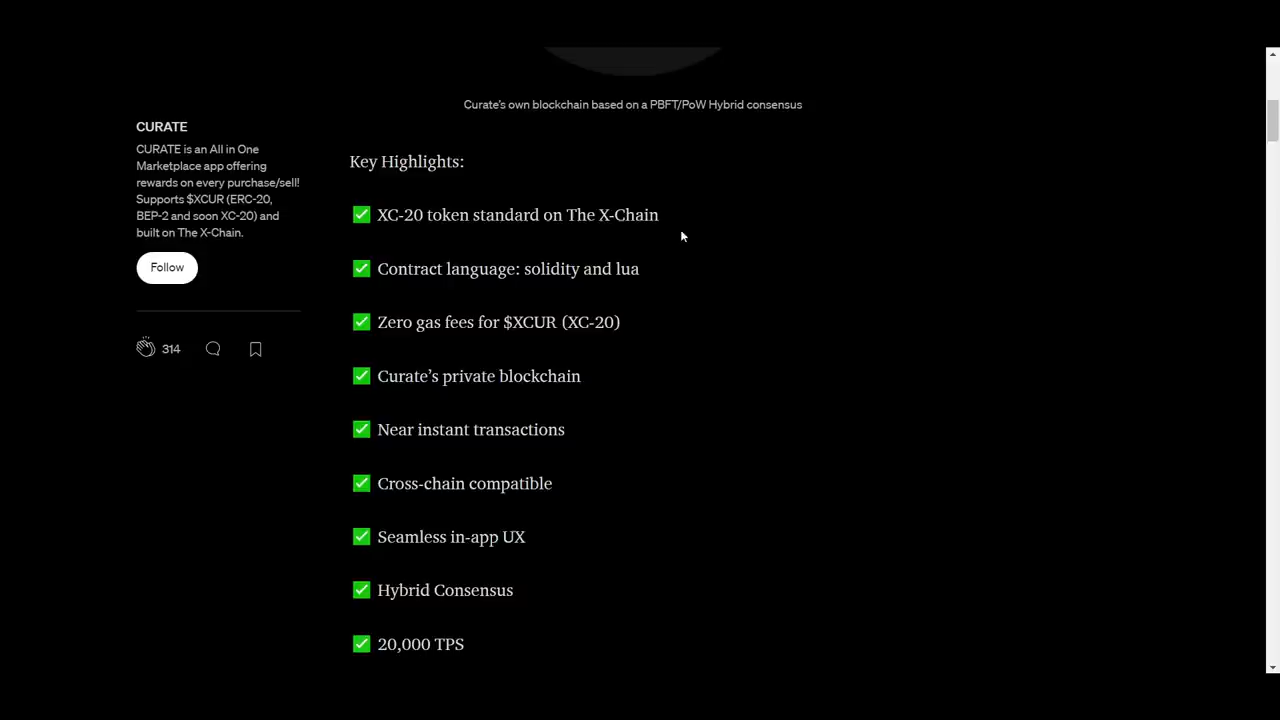 Curate's own blockchain based on a PBFT/PoW Hybrid consensus
CURATE
CURATE is an All in One
Marketplace app offering
rewards on every purchase/sell!
Supports $XCUR (ERC-20,
BEP-2 and soon XC-20) and
built on The X-Chain.
Follow
314
Key Highlights:
✅ XC-20 token standard on The X-Chain
✅ Contract language: solidity and lua
✅ Zero gas fees for $XCUR (XC-20)
✅ Curate's private blockchain
✅ Near instant transactions
✅ Cross-chain compatible
✅ Seamless in-app UX
✅ Hybrid Consensus
✅ 20,000 TPS